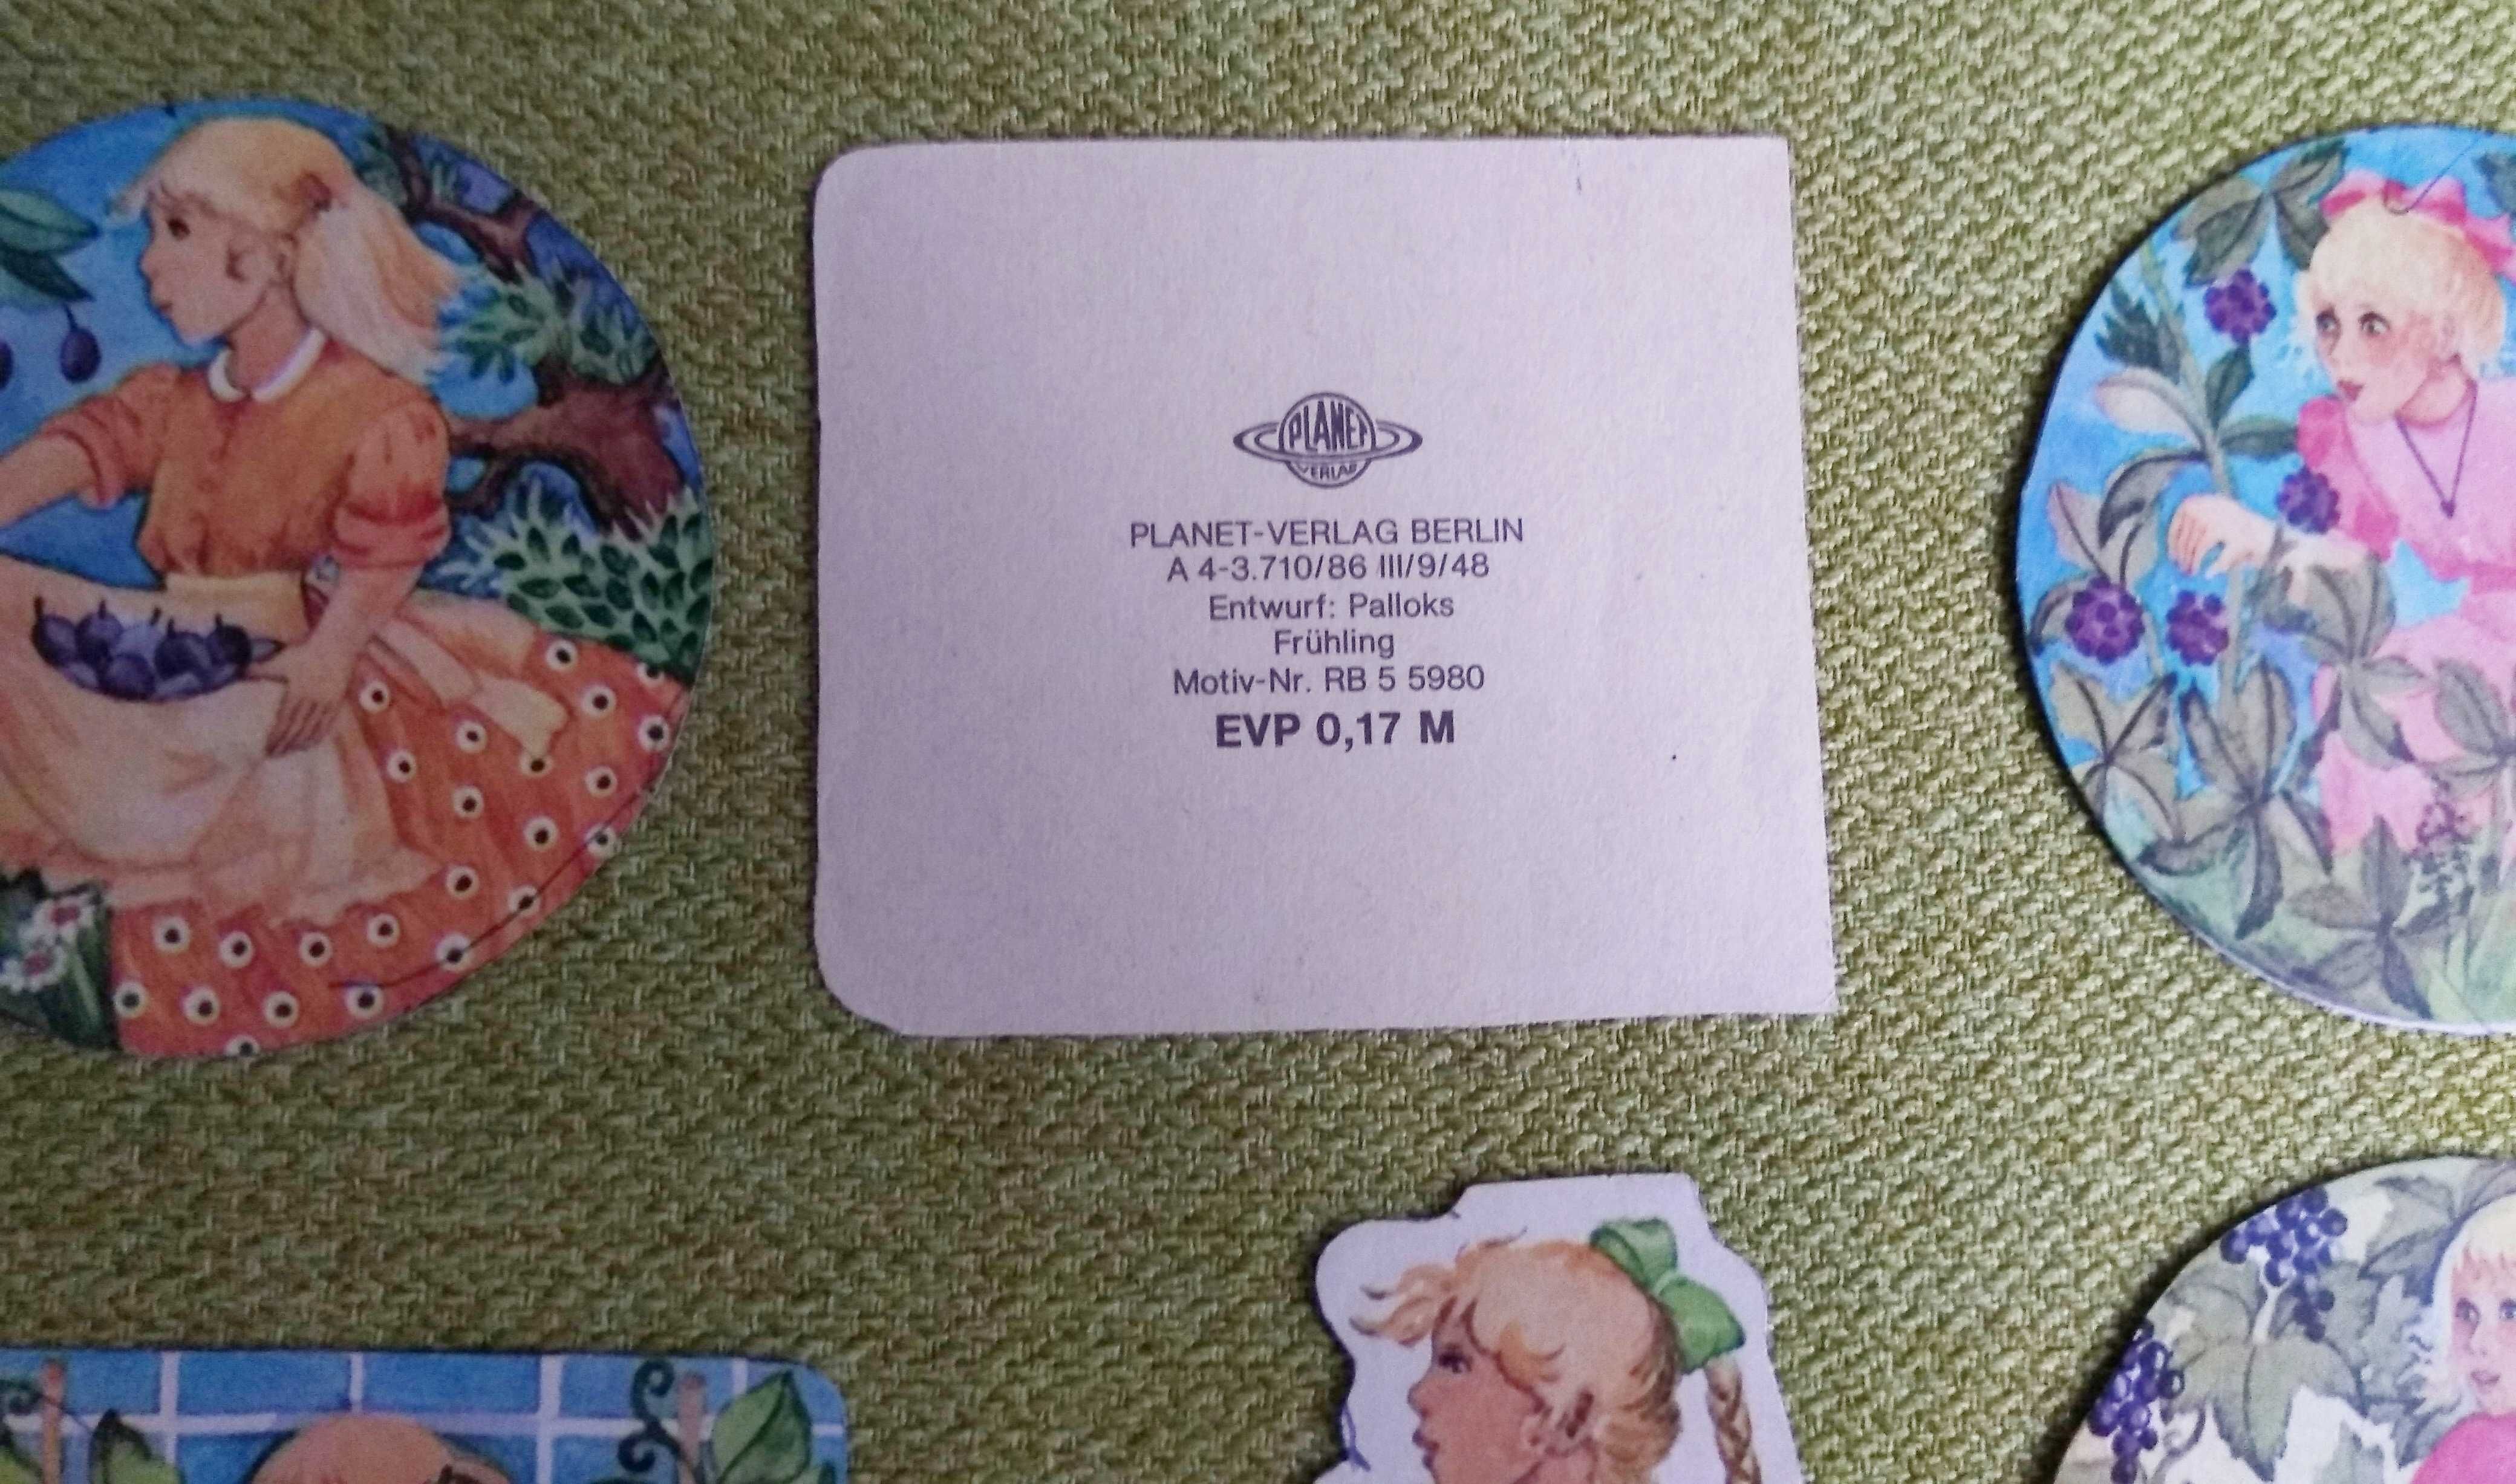 PLANET
VERLAG
PLANET-VERLAG BERLIN
A 4-3.710/86 III/9/48
Entwurf: Palloks
Frühling
Motiv-Nr. RB 5 5980
EVP 0,17 M